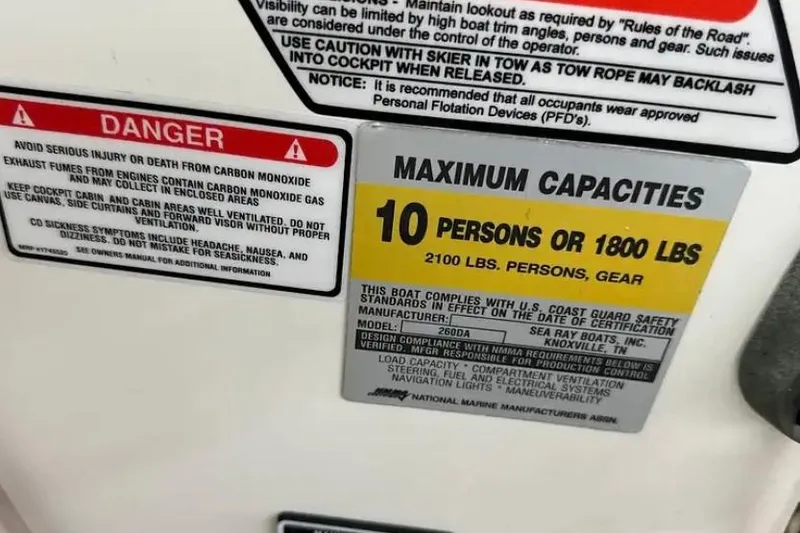 Maintain lookout as required by "Rules of the Road".
Visibility can be limited by high boat trim angles, persons and gear. Such issues
are considered under the control of the operator.
USE CAUTION WITH SKIER IN TOW AS TOW ROPE MAY BACKLASH
INTO COCKPIT WHEN RELEASED.
NOTICE: It is recommended that all occupants wear approved
Personal Flotation Devices (PFD's).
DANGER
AVOID SERIOUS INJURY OR DEATH FROM CARBON MONOXIDE
EXHAUST FUMES FROM ENGINES CONTAIN CARBON MONOXIDE GAS
AND MAY COLLECT IN ENCLOSED AREAS
KEEP COCKPIT CABIN, AND CABIN AREAS WELL VENTILATED. DO NOT
USE CANVAS, SIDE CURTAINS AND FORWARD VISOR WITHOUT PROPER
VENTILATION.
CO SICKNESS SYMPTOMS INCLUDE HEADACHE, NAUSEA, AND
DIZZINESS. DO NOT MISTAKE FOR SEASICKNESS.
SEE OWNERS MANUAL FOR ADDITIONAL INFORMATION
MAXIMUM CAPACITIES
10 PERSONS OR 1800 LBS
2100 LBS. PERSONS, GEAR
THIS BOAT COMPLIES WITH U.S. COAST GUARD SAFETY
STANDARDS IN EFFECT ON THE DATE OF CERTIFICATION
MANUFACTURER: SEA RAY BOATS, INC.
MODEL: 260DA KNOXVILLE, TN
DESIGN COMPLIANCE WITH NMMA REQUIREMENTS BELOW IS
VERIFIED. MFGR RESPONSIBLE FOR PRODUCTION CONTROL
LOAD CAPACITY * COMPARTMENT VENTILATION
STEERING, FUEL AND ELECTRICAL SYSTEMS
NAVIGATION LIGHTS * MANEUVERABILITY
NMMA NATIONAL MARINE MANUFACTURERS ASSN.